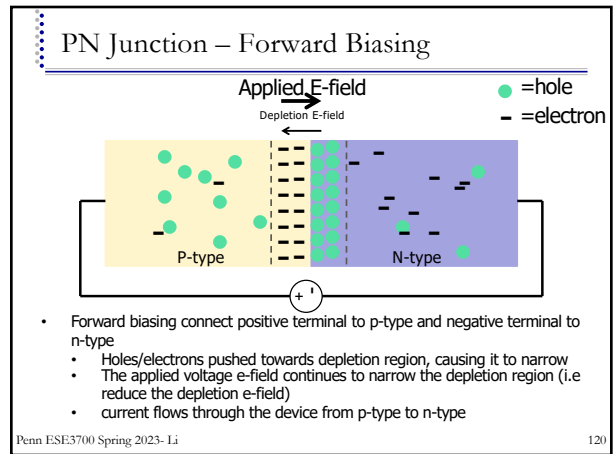 PN Junction – Forward Biasing
Applied E-field
Depletion E-field
=hole
=electron
P-type
N-type
+ -
• Forward biasing connect positive terminal to p-type and negative terminal to
n-type
• Holes/electrons pushed towards depletion region, causing it to narrow
• The applied voltage e-field continues to narrow the depletion region (i.e
reduce the depletion e-field)
• current flows through the device from p-type to n-type
Penn ESE3700 Spring 2023- Li
120